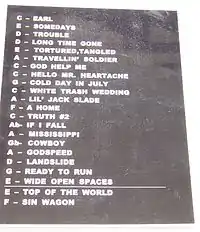 C - EARL
E - SOMEDAYS
D - TROUBLE
D - LONG TIME GONE
E - TORTURED,TANGLED
A - TRAVELLIN' SOLDIER
C - GOD HELP ME
C - HELLO MR. HEARTACHE
G - COLD DAY IN JULY
C - WHITE TRASH WEDDING
A - LIL' JACK SLADE
F - A HOME
C - TRUTH #2
Ab- IF I FALL
A - MISSISSIPPI
Gb- COWBOY
A - GODSPEED
D - LANDSLIDE
G - READY TO RUN
E - WIDE OPEN SPACES
E - TOP OF THE WORLD
F - SIN WAGON